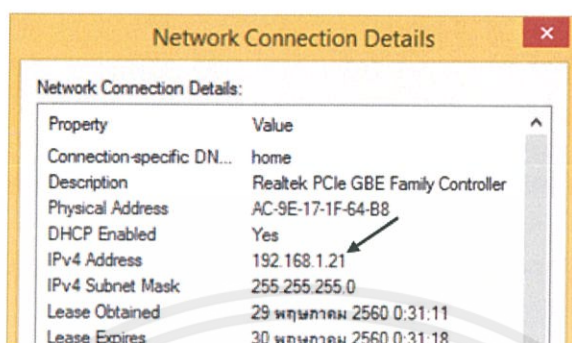 Network Connection Details
Network Connection Details:
Property Value
Connection-specific DN... home
Description Realtek PCIe GBE Family Controller
Physical Address AC-9E-17-1F-64-B8
DHCP Enabled Yes
IPv4 Address 192.168.1.21
IPv4 Subnet Mask 255.255.255.0
Lease Obtained 29 พฤษภาคม 2560 0:31:11
Lease Expires 30 พฤษภาคม 2560 0:31:18